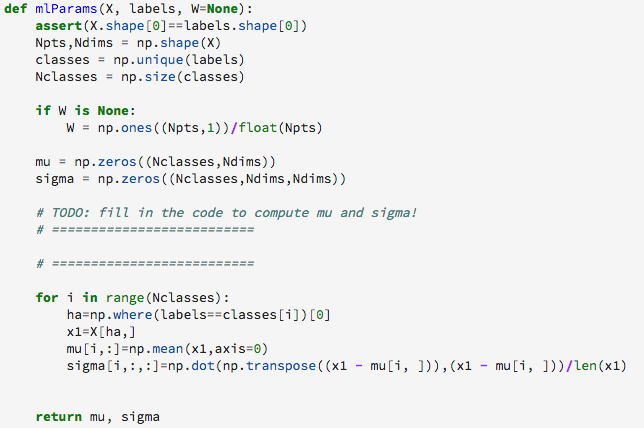 def mlParams(X, labels, W=None):
    assert(X.shape[0]==labels.shape[0])
    Npts,Ndims = np.shape(X)
    classes = np.unique(labels)
    Nclasses = np.size(classes)

    if W is None:
        W = np.ones((Npts,1))/float(Npts)

    mu = np.zeros((Nclasses,Ndims))
    sigma = np.zeros((Nclasses,Ndims,Ndims))

    # TODO: fill in the code to compute mu and sigma!
    # ==========================

    # ==========================

    for i in range(Nclasses):
        ha=np.where(labels==classes[i])[0]
        x1=X[ha,]
        mu[i,:]=np.mean(x1,axis=0)
        sigma[i,:,:]=np.dot(np.transpose((x1 - mu[i, ])),(x1 - mu[i, ]))/len(x1)


    return mu, sigma